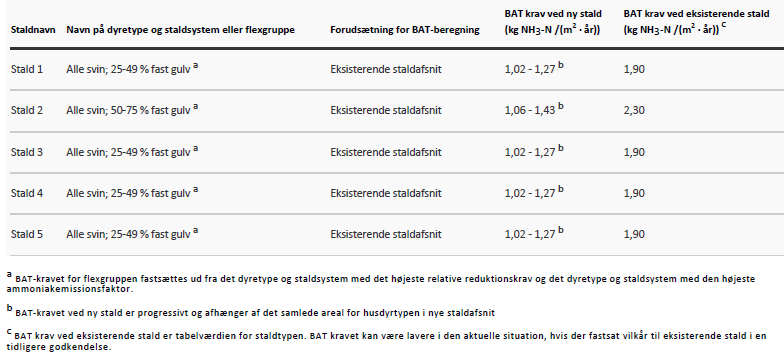 Staldnavn Navn på dyretype og staldsystem eller flexgruppe Forudsætning for BAT-beregning BAT krav ved ny stald (kg NH3-N /(m² · år)) BAT krav ved eksisterende stald (kg NH3-N /(m² · år)) c
Stald 1 Alle svin; 25-49 % fast gulv a Eksisterende staldafsnit 1,02 - 1,27 b 1,90
Stald 2 Alle svin; 50-75 % fast gulv a Eksisterende staldafsnit 1,06 - 1,43 b 2,30
Stald 3 Alle svin; 25-49 % fast gulv a Eksisterende staldafsnit 1,02 - 1,27 b 1,90
Stald 4 Alle svin; 25-49 % fast gulv a Eksisterende staldafsnit 1,02 - 1,27 b 1,90
Stald 5 Alle svin; 25-49 % fast gulv a Eksisterende staldafsnit 1,02 - 1,27 b 1,90
a BAT-kravet for flexgruppen fastsættes ud fra det dyretype og staldsystem med det højeste relative reduktionskrav og det dyretype og staldsystem med den højeste
ammoniakemissionsfaktor.
b BAT-kravet ved ny stald er progressivt og afhænger af det samlede areal for husdyrtypen i nye staldafsnit
c BAT krav ved eksisterende stald er tabelværdien for staldtypen. BAT kravet kan være lavere i den aktuelle situation, hvis der fastsat vilkår til eksisterende stald i en
tidligere godkendelse.